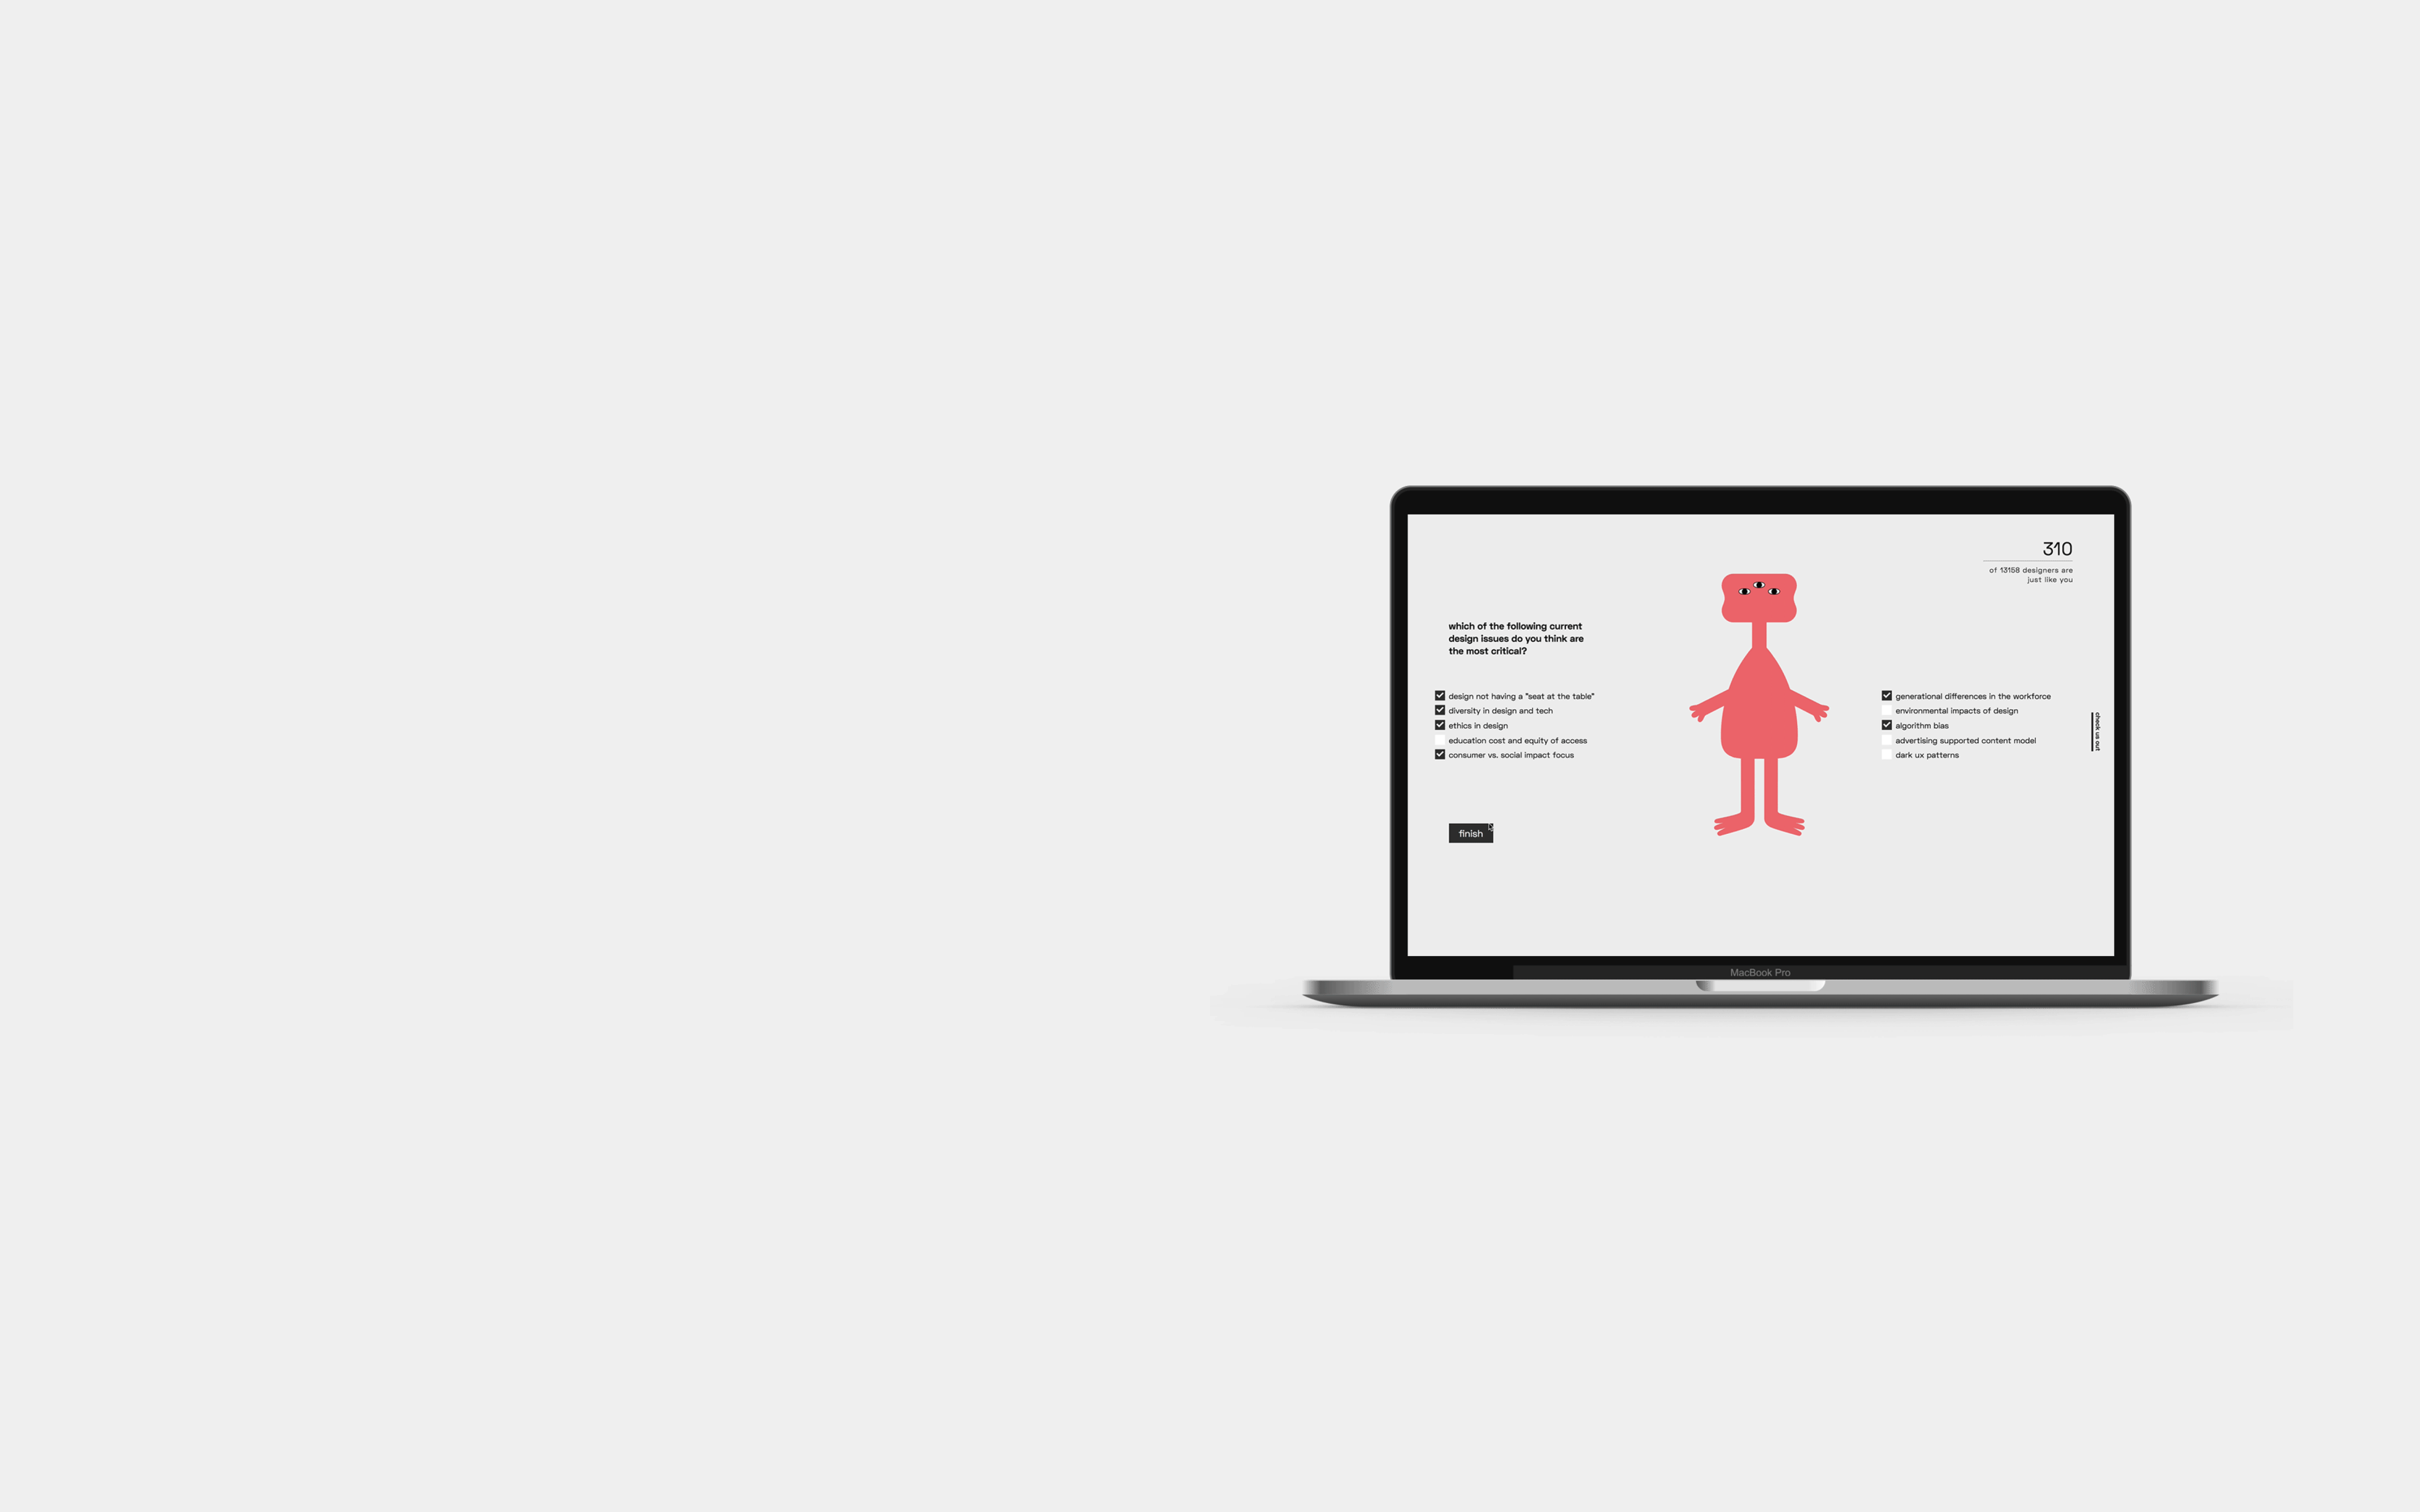 310
of 13158 designers are
just like you
which of the following current
design issues do you think are
the most critical?
design not having a "seat at the table"
diversity in design and tech
ethics in design
education cost and equity of access
consumer vs. social impact focus
generational differences in the workforce
environmental impacts of design
algorithm bias
advertising supported content model
dark ux patterns
check us out
finish
MacBook Pro